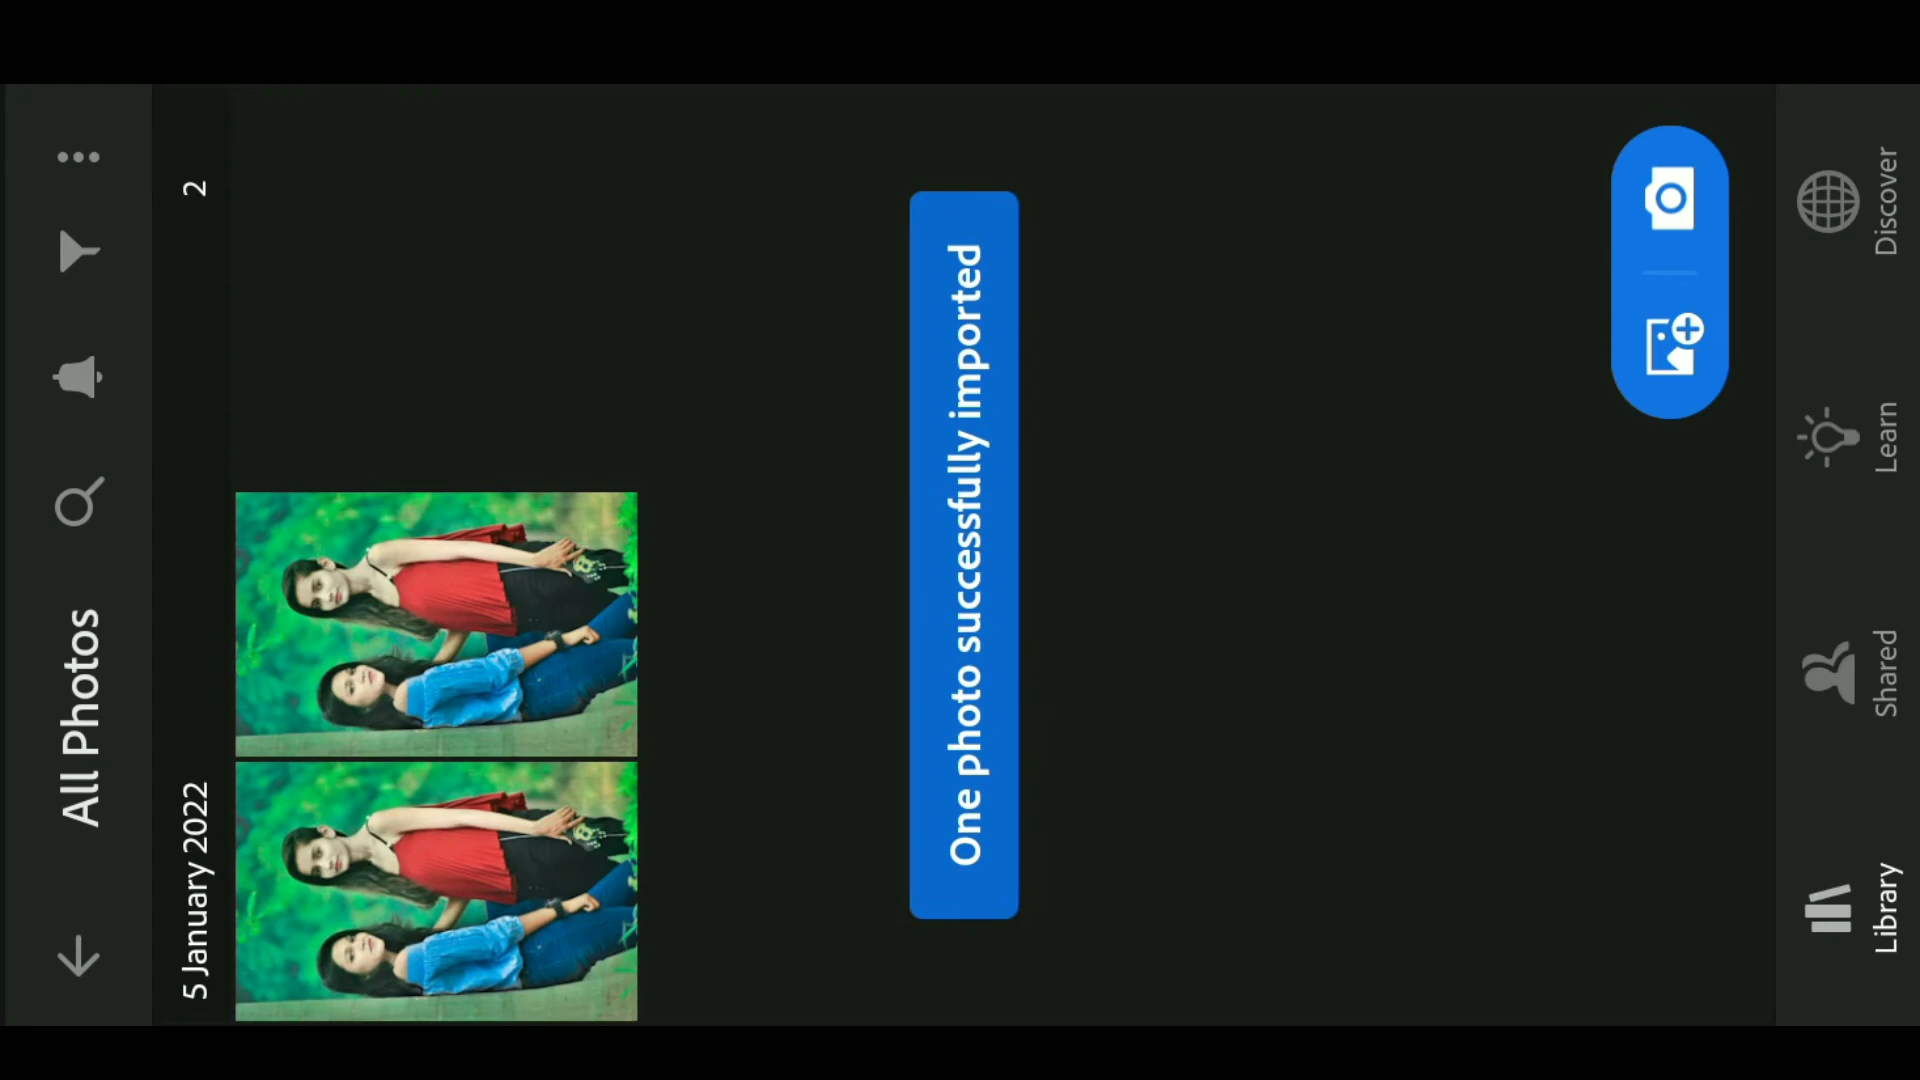 All Photos
5 January 2022
2
One photo successfully imported
Library
Shared
Learn
Discover